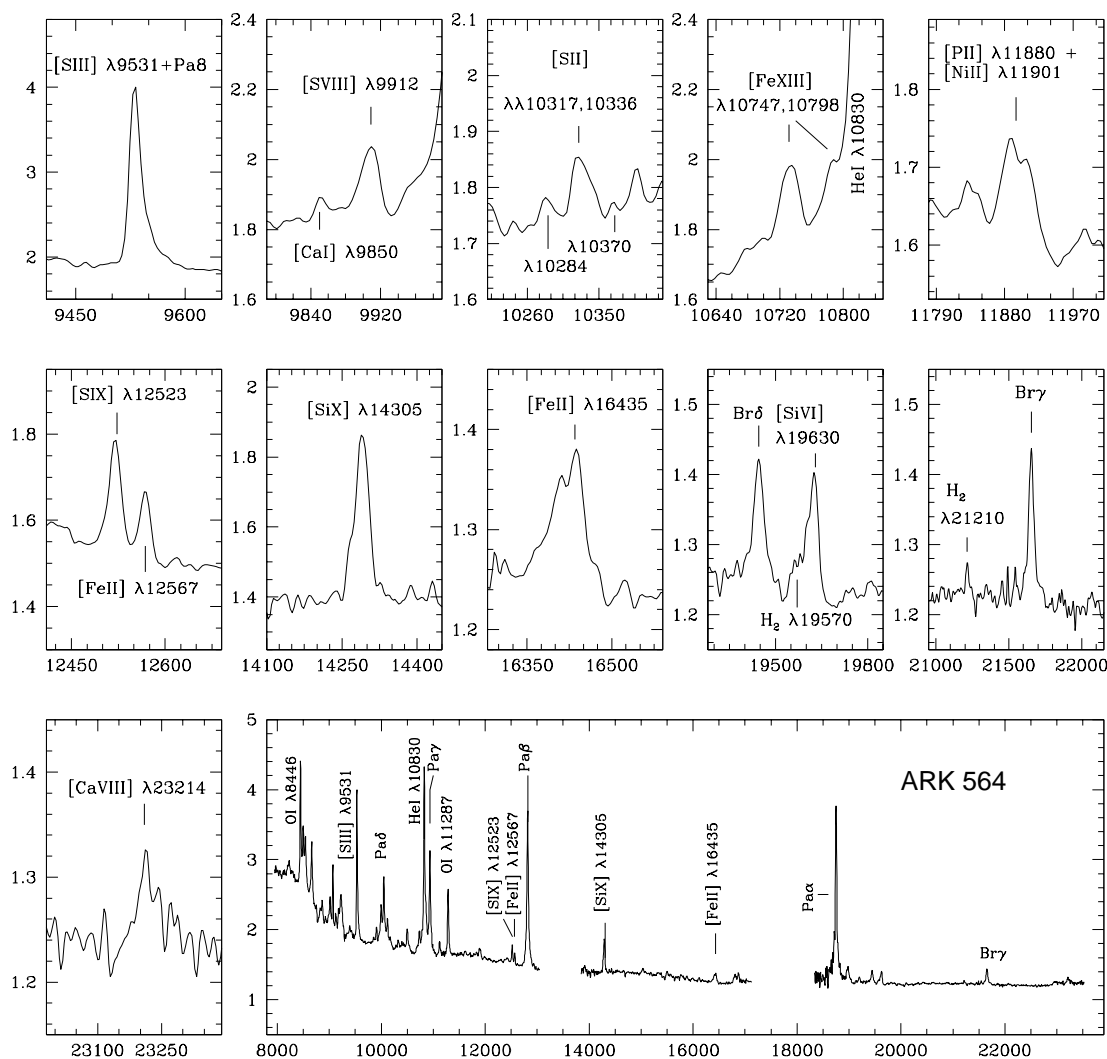 [SIII] λ9531+Pa8
4
3
2
9450 9600
2.4
2.2
2
1.8
1.6
[SVIII] λ9912
[CaI] λ9850
9840 9920
2.1
2
1.9
1.8
1.7
1.6
[SII]
λλ10317,10336
λ10370
λ10284
10260 10350
2.4
2.2
2
1.8
1.6
[FeXIII]
λ10747,10798
HeI λ10830
10640 10720 10800
1.8
1.7
1.6
[PII] λ11880 +
[NiII] λ11901
11790 11880 11970
1.8
1.6
1.4
[SIX] λ12523
[FeII] λ12567
12450 12600
2
1.9
1.8
1.7
1.6
1.5
1.4
1.3
[SiX] λ14305
14100 14250 14400
1.4
1.3
1.2
[FeII] λ16435
16350 16500
1.5
1.4
1.3
1.2
Brδ [SiVI]
λ19630
H₂ λ19570
19500 19800
1.5
1.4
1.3
1.2
Brγ
H₂
λ21210
21000 21500 22000
1.4
1.3
1.2
[CaVIII] λ23214
23100 23250
5
4
3
2
1
OI λ8446
[SIII] λ9531
Paδ
HeI λ10830
Paγ
OI λ11287
[SIX] λ12523
[FeII] λ12567
Paβ
[SiX] λ14305
[FeII] λ16435
Paα
Brγ
ARK 564
8000 10000 12000 14000 16000 18000 20000 22000